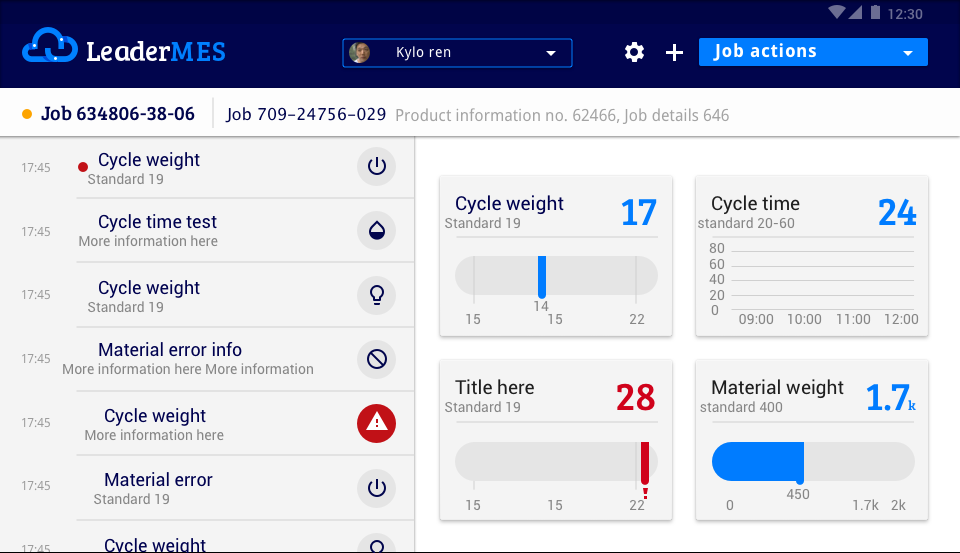 12:30
LeaderMES
Kylo ren
Job actions
Job 634806-38-06
Job 709-24756-029 Product information no. 62466, Job details 646
17:45
Cycle weight
Standard 19
17:45
Cycle time test
More information here
17:45
Cycle weight
Standard 19
17:45
Material error info
More information here More information
17:45
Cycle weight
More information here
17:45
Material error
Standard 19
17:45
Cycle weight
Cycle weight
Standard 19
17
14
15 15 22
Cycle time
standard 20-60
24
80
60
40
20
0
09:00 10:00 11:00 12:00
Title here
Standard 19
28
!
15 15 22
Material weight
standard 400
1.7k
450
0 1.7k 2k